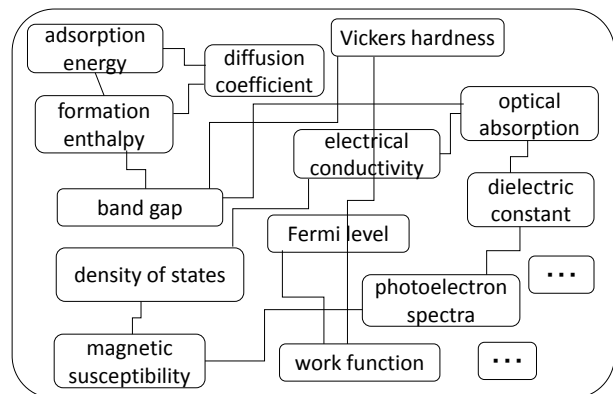 adsorption
energy
diffusion
coefficient
Vickers hardness
formation
enthalpy
optical
absorption
electrical
conductivity
band gap
dielectric
constant
Fermi level
density of states
photoelectron
spectra
...
magnetic
susceptibility
work function
...